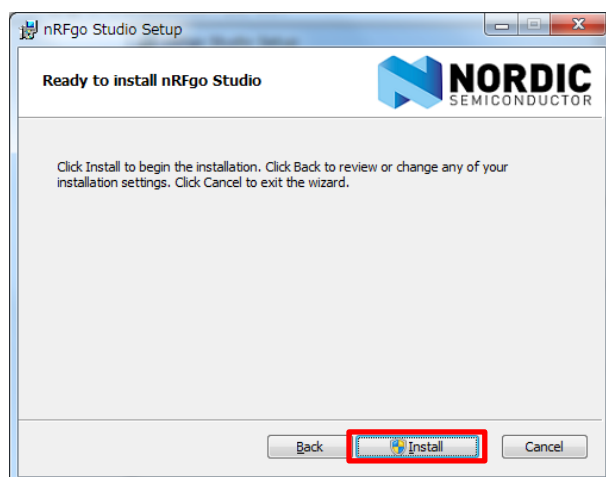 nRFgo Studio Setup
Ready to install nRFgo Studio
NORDIC
SEMICONDUCTOR
Click Install to begin the installation. Click Back to review or change any of your
installation settings. Click Cancel to exit the wizard.
Back
Install
Cancel